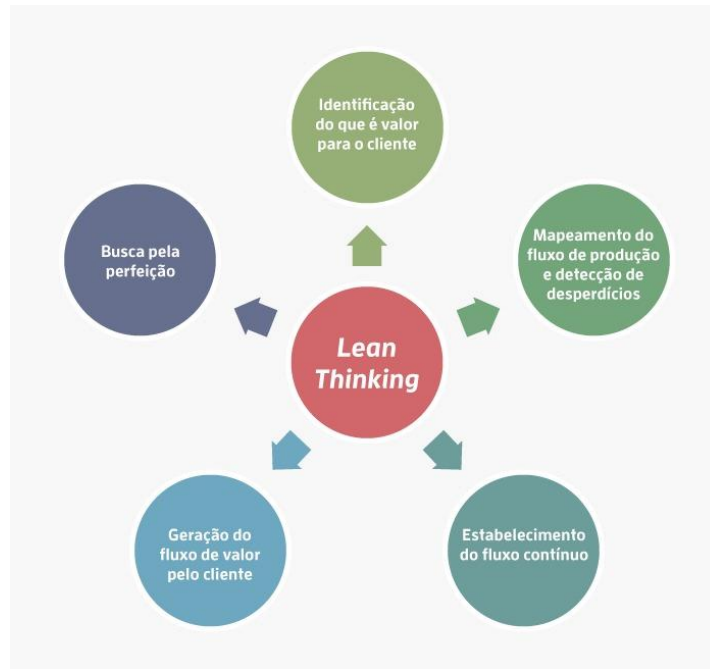 Identificação
do que é valor
para o cliente
Mapeamento do
fluxo de produção
e detecção de
desperdícios
Busca pela
perfeição
Lean
Thinking
Geração do
fluxo de valor
pelo cliente
Estabelecimento
do fluxo contínuo